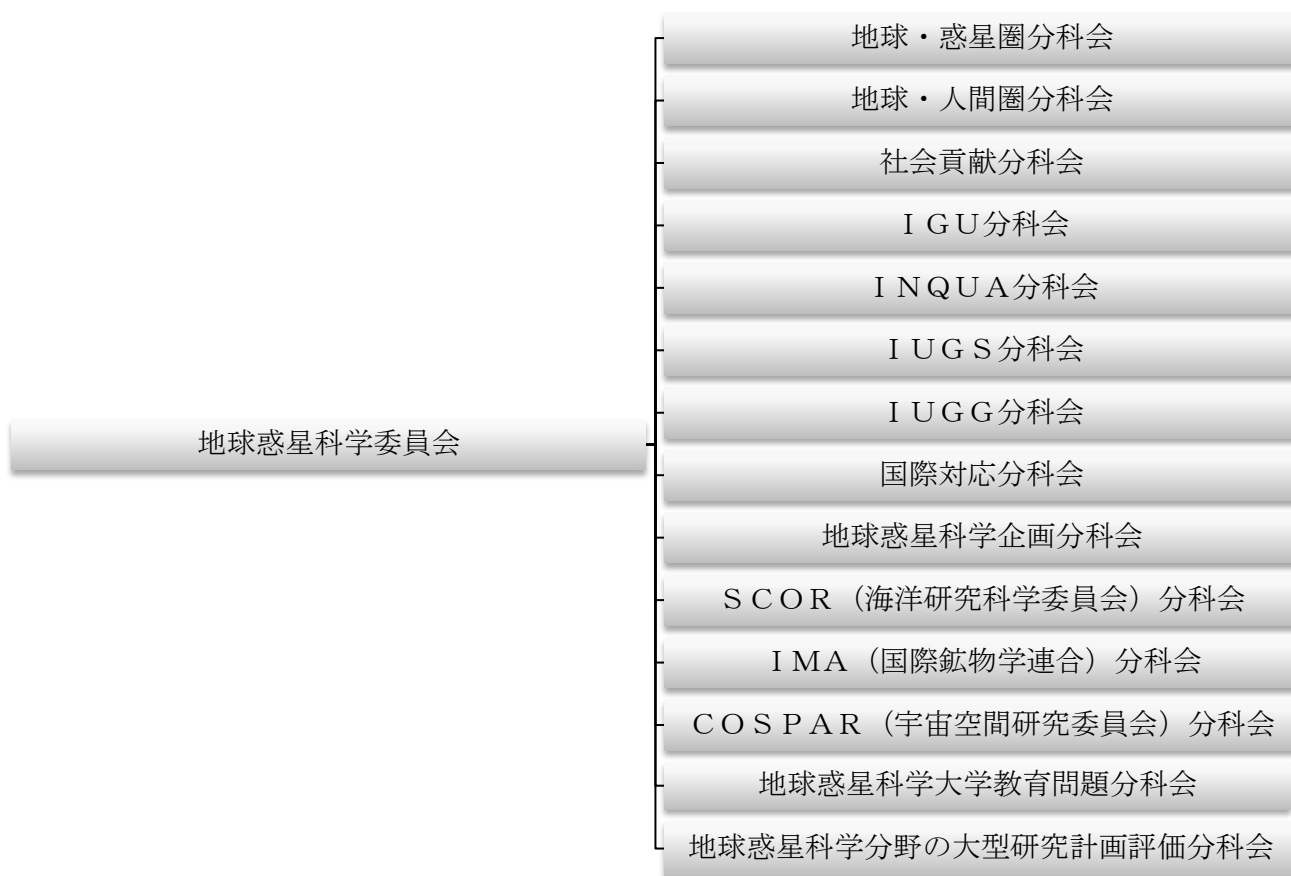 地球惑星科学委員会
地球・惑星圏分科会
地球・人間圏分科会
社会貢献分科会
ＩＧＵ分科会
ＩＮＱＵＡ分科会
ＩＵＧＳ分科会
ＩＵＧＧ分科会
国際対応分科会
地球惑星科学企画分科会
ＳＣＯＲ（海洋研究科学委員会）分科会
ＩＭＡ（国際鉱物学連合）分科会
ＣＯＳＰＡＲ（宇宙空間研究委員会）分科会
地球惑星科学大学教育問題分科会
地球惑星科学分野の大型研究計画評価分科会